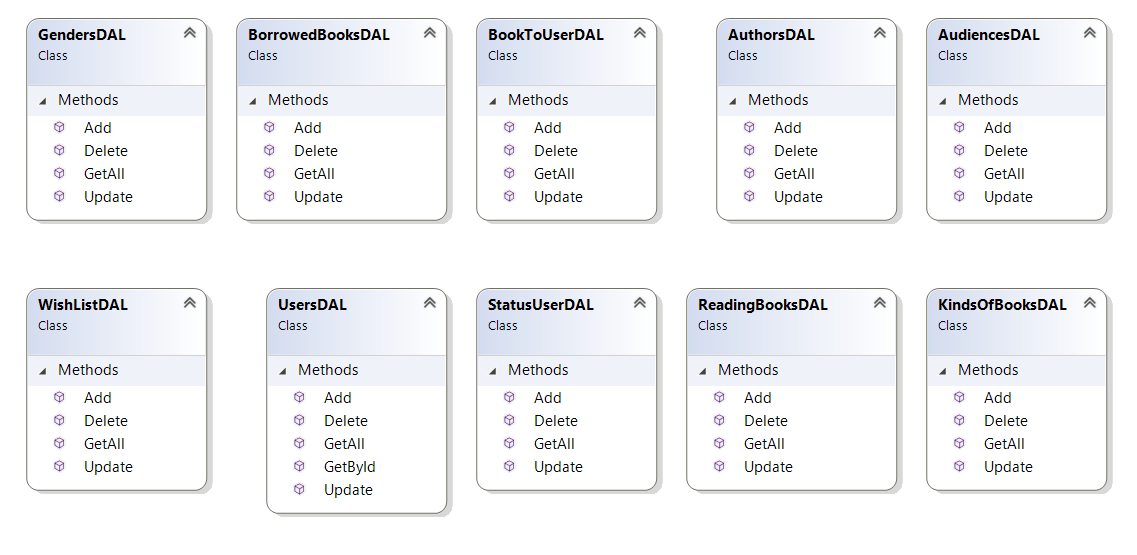 GendersDAL
Class
Methods
Add
Delete
GetAll
Update
BorrowedBooksDAL
Class
Methods
Add
Delete
GetAll
Update
BookToUserDAL
Class
Methods
Add
Delete
GetAll
Update
AuthorsDAL
Class
Methods
Add
Delete
GetAll
Update
AudiencesDAL
Class
Methods
Add
Delete
GetAll
Update
WishListDAL
Class
Methods
Add
Delete
GetAll
Update
UsersDAL
Class
Methods
Add
Delete
GetAll
GetById
Update
StatusUserDAL
Class
Methods
Add
Delete
GetAll
Update
ReadingBooksDAL
Class
Methods
Add
Delete
GetAll
Update
KindsOfBooksDAL
Class
Methods
Add
Delete
GetAll
Update